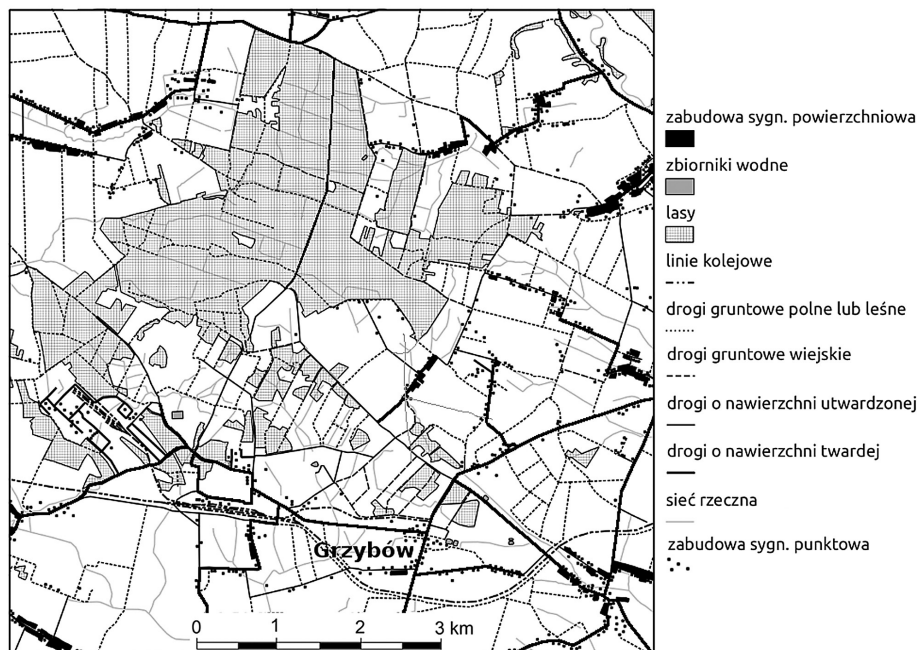 zabudowa sygn. powierzchniowa
zbiorniki wodne
lasy
linie kolejowe
drogi gruntowe polne lub leśne
drogi gruntowe wiejskie
drogi o nawierzchni utwardzonej
drogi o nawierzchni twardej
sieć rzeczna
zabudowa sygn. punktowa
Grzybów
0 1 2 3 km